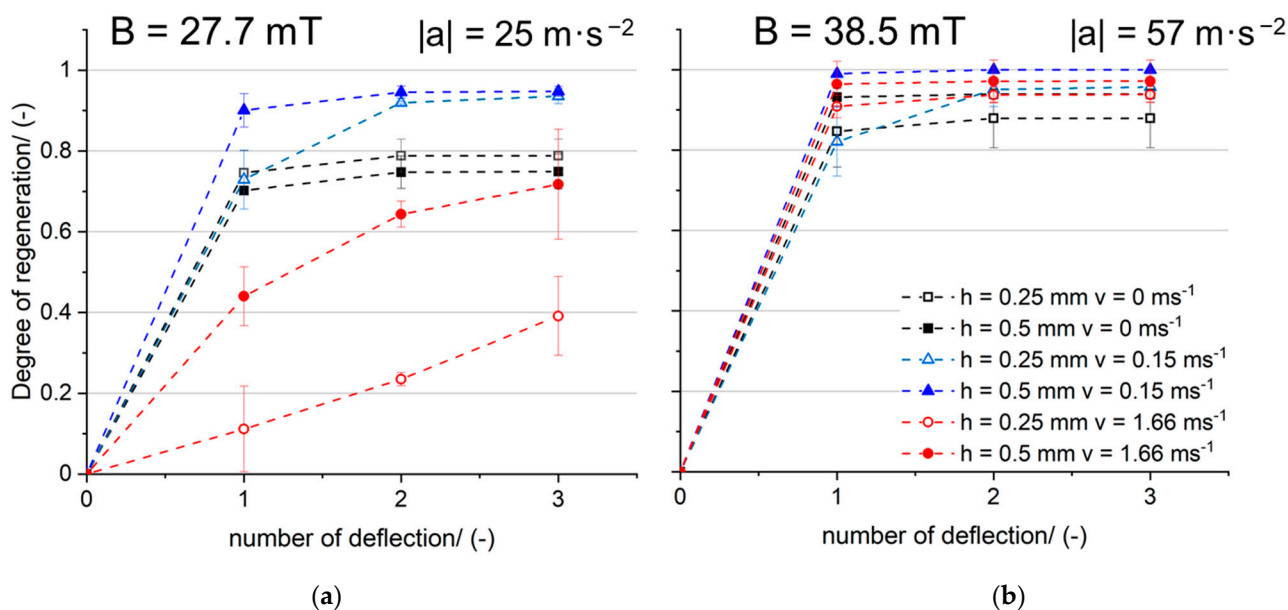 B = 27.7 mT |a| = 25 m·s⁻²
Degree of regeneration/ (-)
1
0.8
0.6
0.4
0.2
0
0 1 2 3
number of deflection/ (-)
(a)
B = 38.5 mT |a| = 57 m·s⁻²
h = 0.25 mm v = 0 ms⁻¹
h = 0.5 mm v = 0 ms⁻¹
h = 0.25 mm v = 0.15 ms⁻¹
h = 0.5 mm v = 0.15 ms⁻¹
h = 0.25 mm v = 1.66 ms⁻¹
h = 0.5 mm v = 1.66 ms⁻¹
0 1 2 3
number of deflection/ (-)
(b)